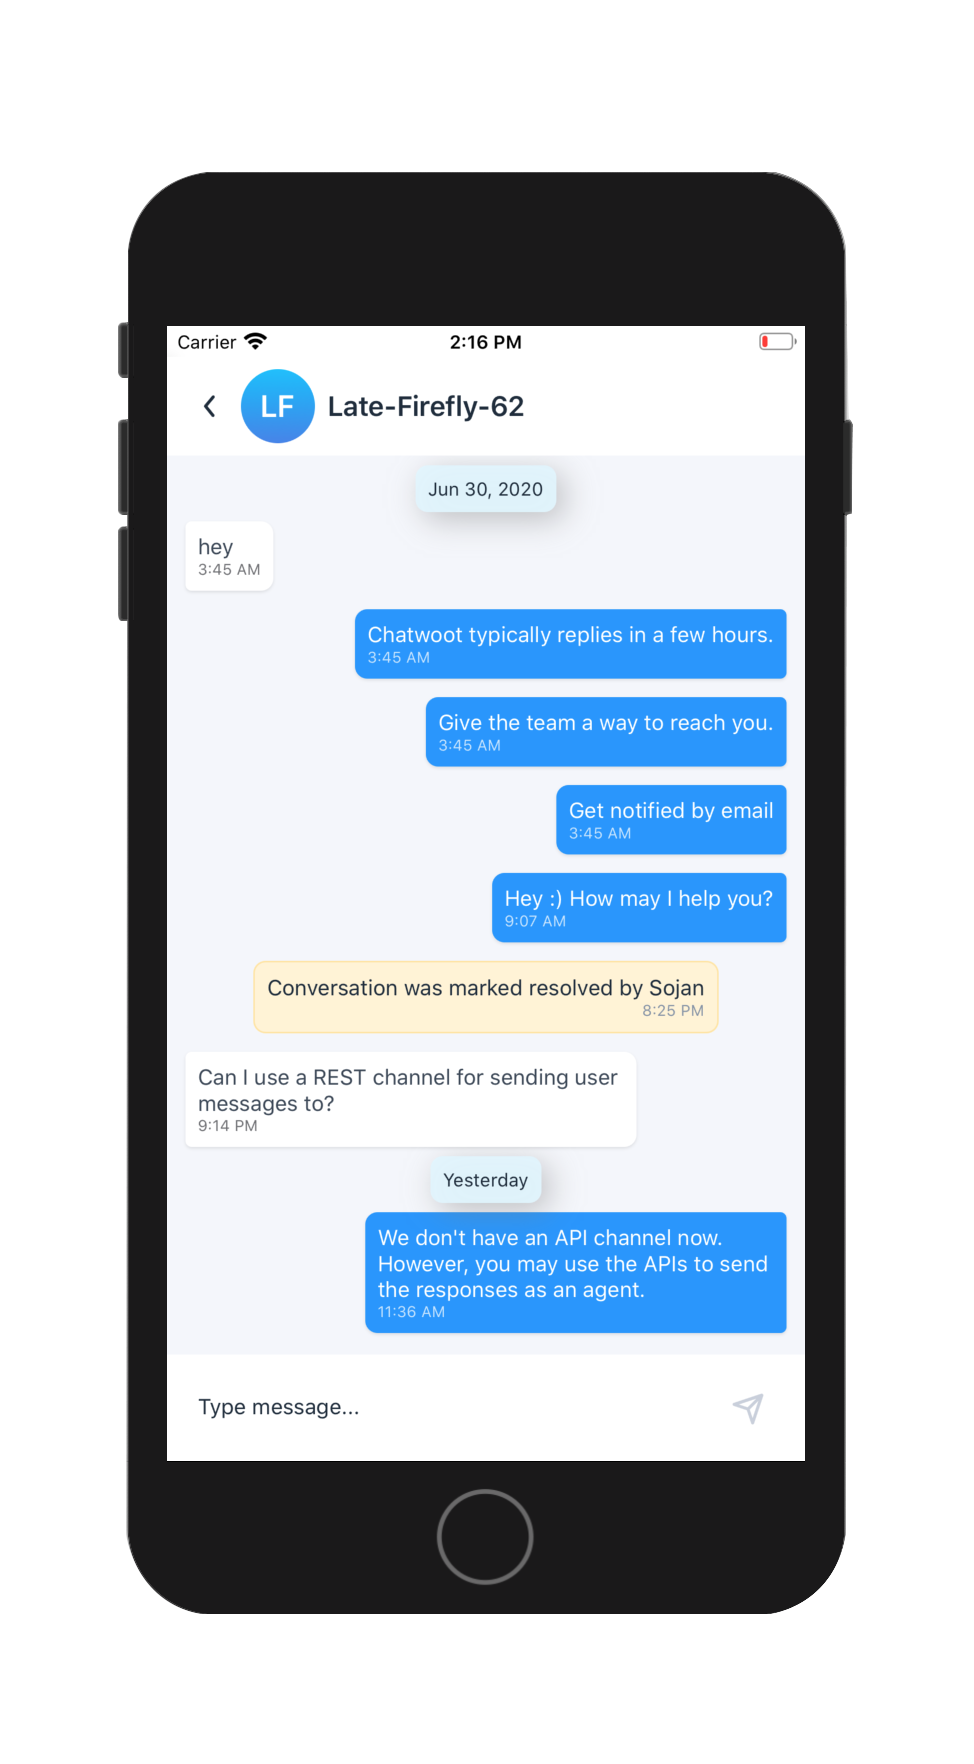 Carrier 2:16 PM
LF Late-Firefly-62
Jun 30, 2020
hey
3:45 AM
Chatwoot typically replies in a few hours.
3:45 AM
Give the team a way to reach you.
3:45 AM
Get notified by email
3:45 AM
Hey :) How may I help you?
9:07 AM
Conversation was marked resolved by Sojan
8:25 PM
Can I use a REST channel for sending user
messages to?
9:14 PM
Yesterday
We don't have an API channel now.
However, you may use the APIs to send
the responses as an agent.
11:36 AM
Type message...